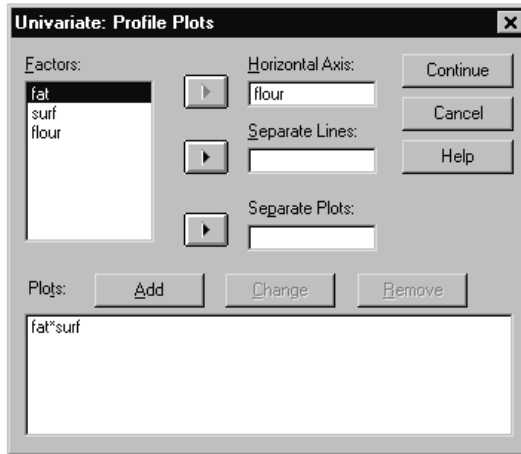 Univariate: Profile Plots
Factors:
fat
surf
flour
Horizontal Axis:
flour
Separate Lines:
Separate Plots:
Continue
Cancel
Help
Plots:
Add
Change
Remove
fat*surf